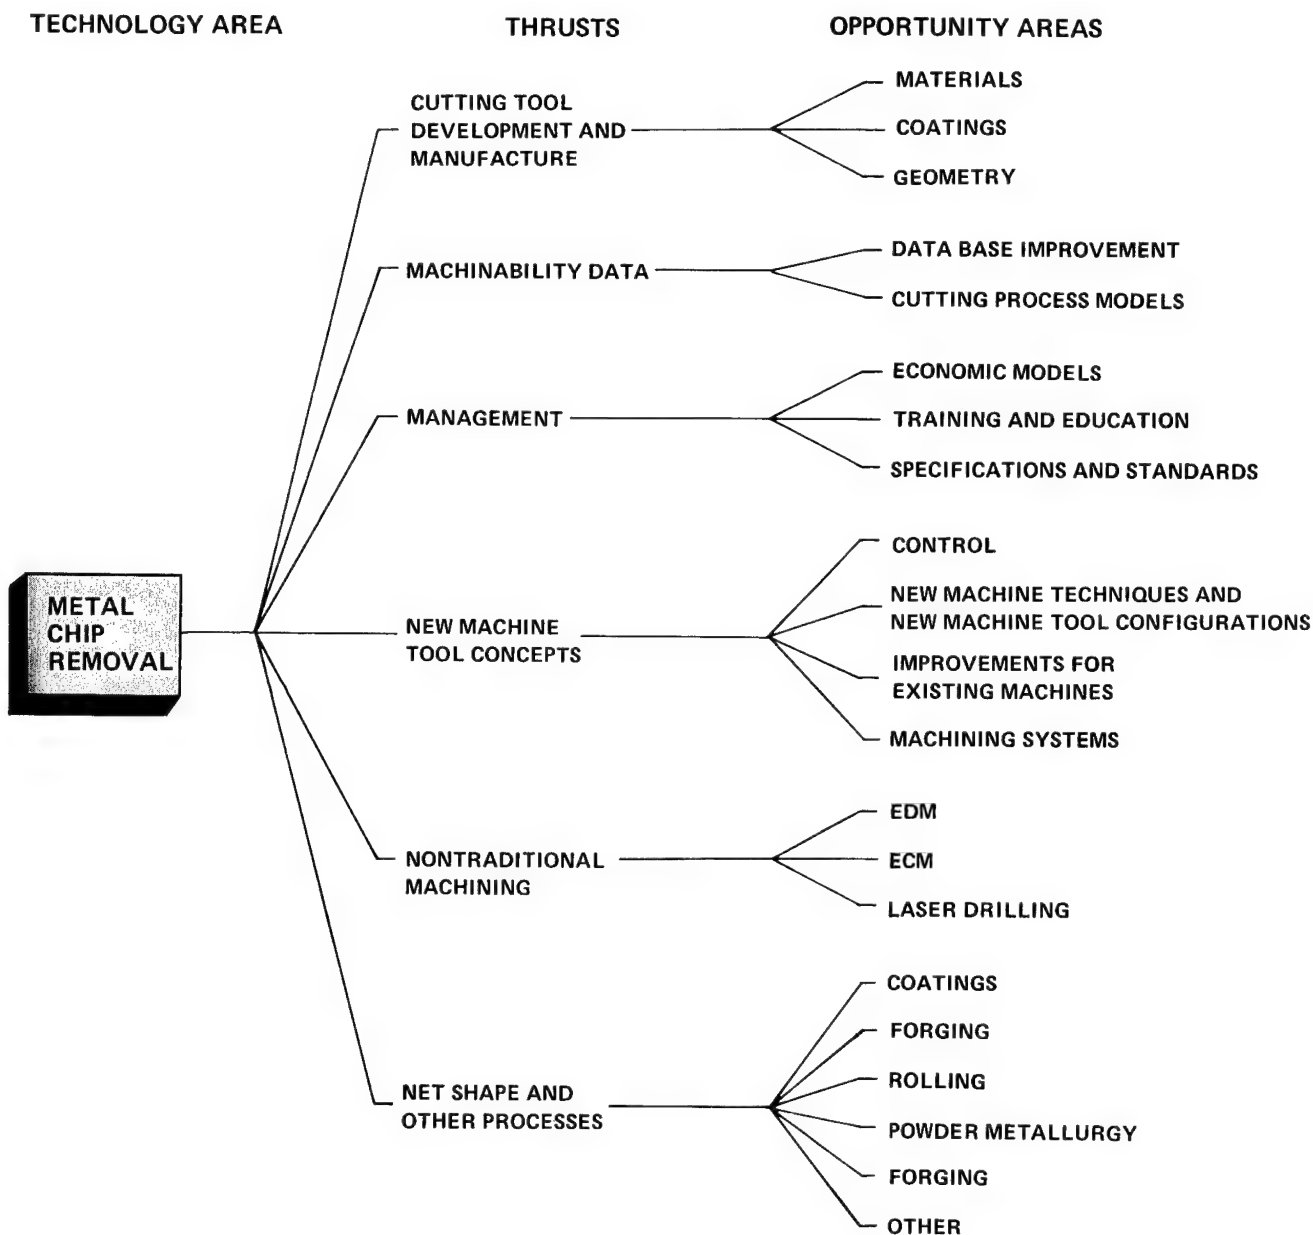 TECHNOLOGY AREA
THRUSTS
OPPORTUNITY AREAS
METAL
CHIP
REMOVAL
CUTTING TOOL
DEVELOPMENT AND
MANUFACTURE
MATERIALS
COATINGS
GEOMETRY
MACHINABILITY DATA
DATA BASE IMPROVEMENT
CUTTING PROCESS MODELS
MANAGEMENT
ECONOMIC MODELS
TRAINING AND EDUCATION
SPECIFICATIONS AND STANDARDS
NEW MACHINE
TOOL CONCEPTS
CONTROL
NEW MACHINE TECHNIQUES AND
NEW MACHINE TOOL CONFIGURATIONS
IMPROVEMENTS FOR
EXISTING MACHINES
MACHINING SYSTEMS
NONTRADITIONAL
MACHINING
EDM
ECM
LASER DRILLING
NET SHAPE AND
OTHER PROCESSES
COATINGS
FORGING
ROLLING
POWDER METALLURGY
FORGING
OTHER